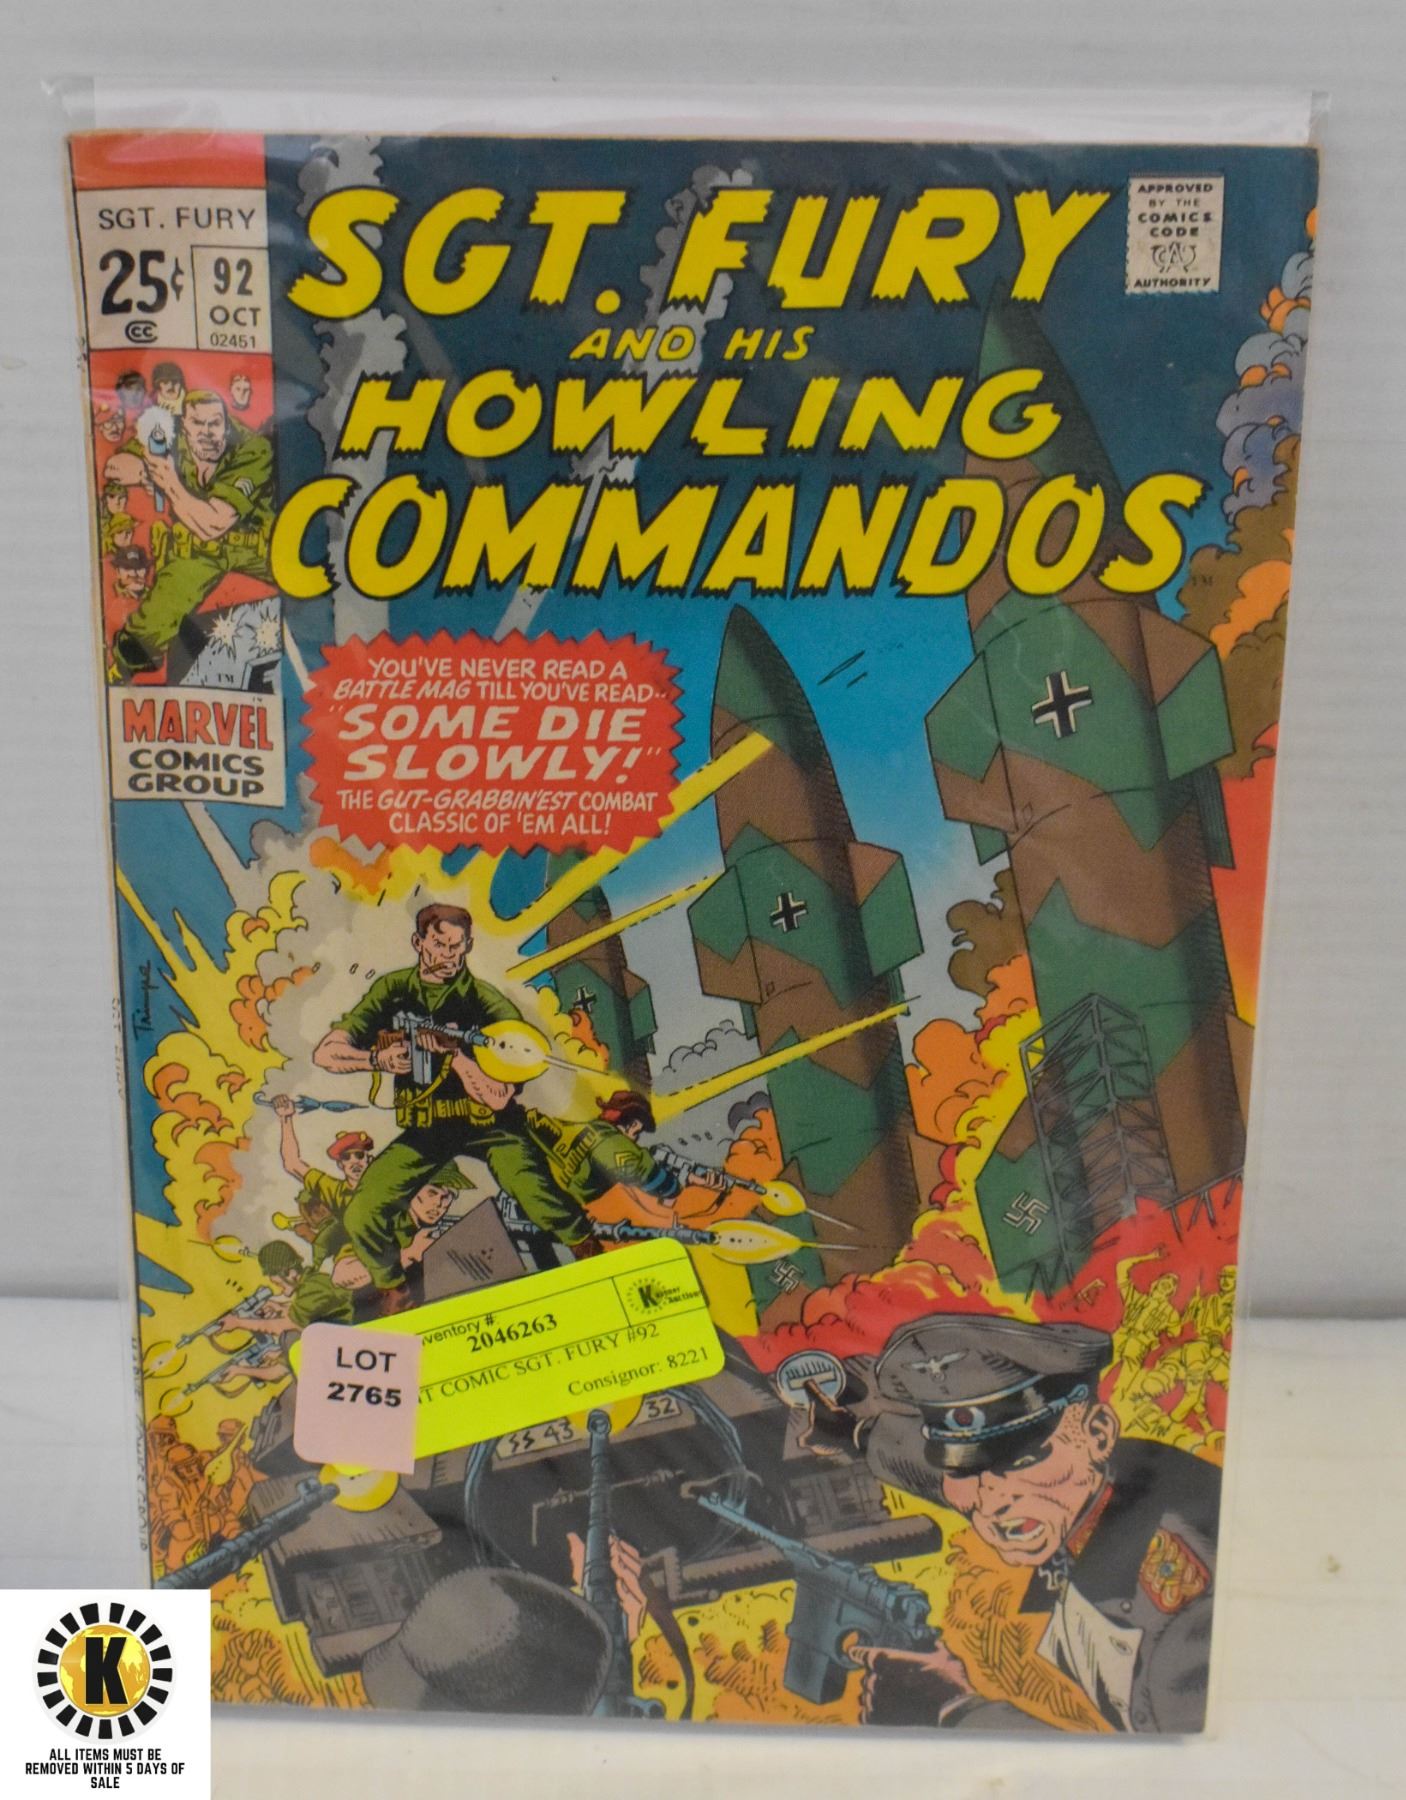 SGT. FURY
25¢
92
OCT
02451
CC
APPROVED
BY THE
COMICS
CODE
AUTHORITY
SGT. FURY
AND HIS
HOWLING
COMMANDOS
TM
TM
MARVEL
COMICS
GROUP
YOU'VE NEVER READ A
BATTLE MAG TILL YOU'VE READ--
"SOME DIE
SLOWLY!"
THE GUT-GRABBIN'EST COMBAT
CLASSIC OF 'EM ALL!
Trimpe
Inventory #:
2046263
COMIC SGT. FURY #92
Consignor: 8221
LOT
2765
SS 43
32
K
ALL ITEMS MUST BE
REMOVED WITHIN 5 DAYS OF
SALE